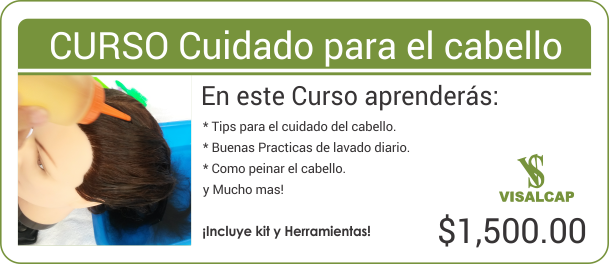 CURSO Cuidado para el cabello
En este Curso aprenderás:
* Tips para el cuidado del cabello.
* Buenas Practicas de lavado diario.
* Como peinar el cabello.
y Mucho mas!
VS
VISALCAP
¡Incluye kit y Herramientas!
$1,500.00